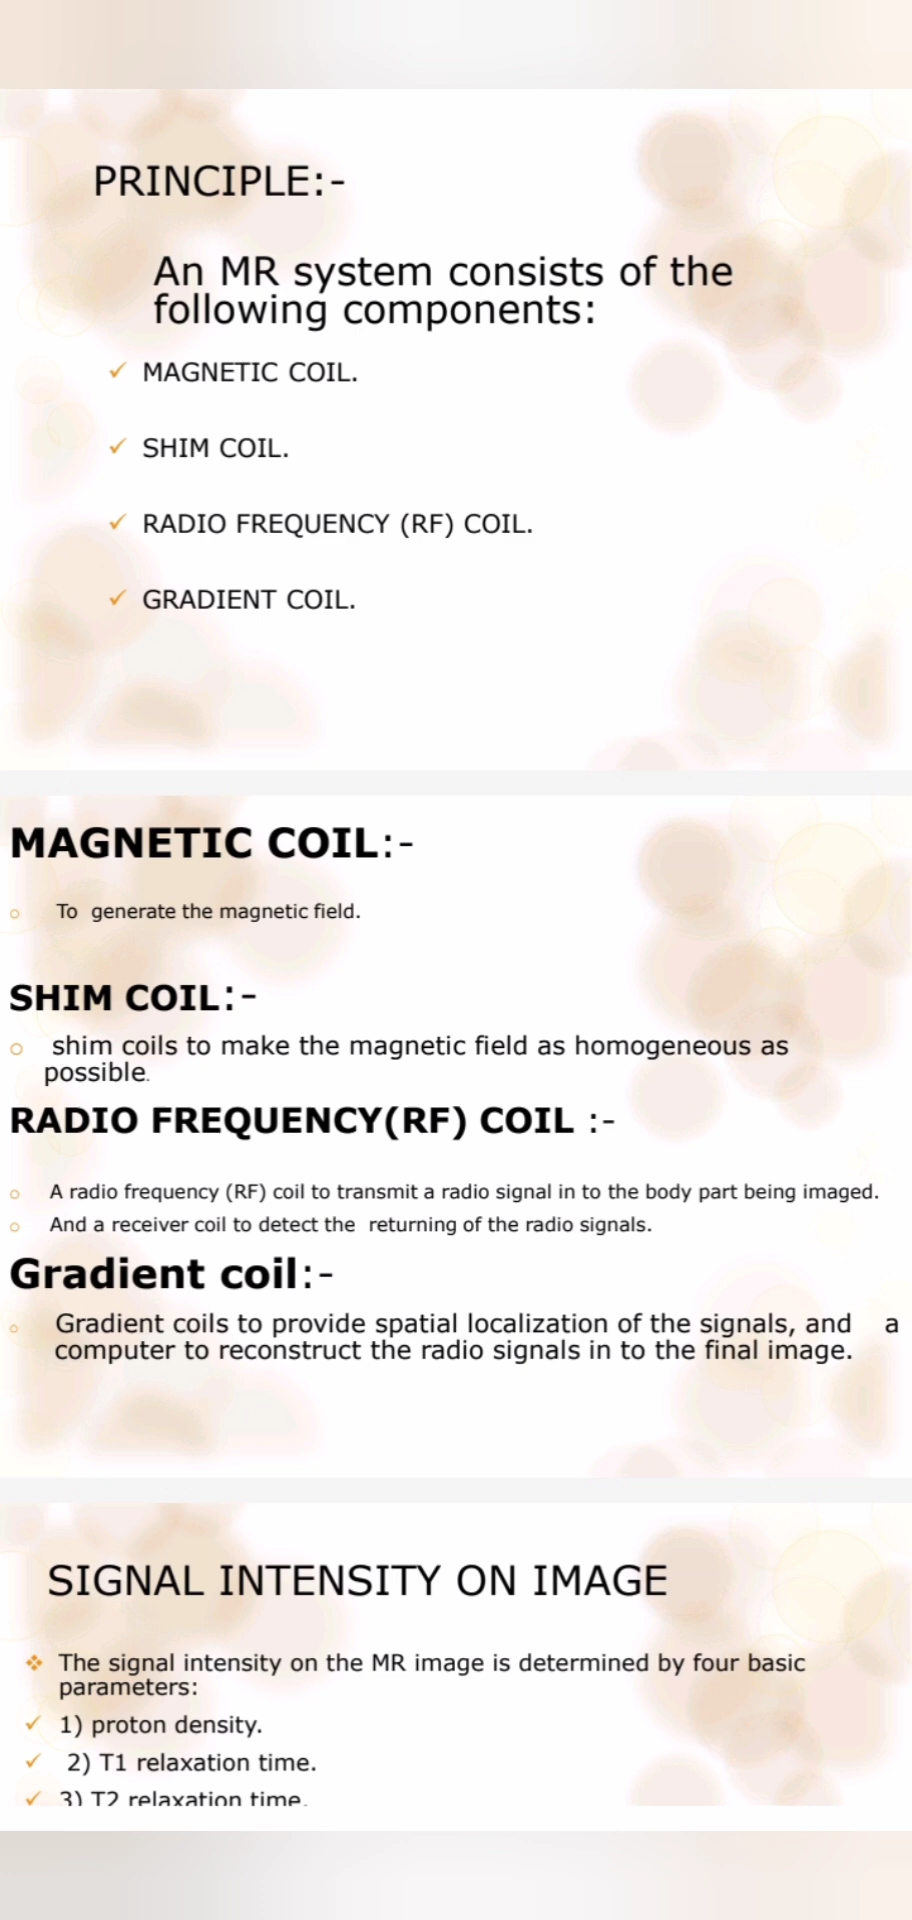 PRINCIPLE:-
An MR system consists of the
following components:
✓ MAGNETIC COIL.
✓ SHIM COIL.
✓ RADIO FREQUENCY (RF) COIL.
✓ GRADIENT COIL.
MAGNETIC COIL:-
o To generate the magnetic field.
SHIM COIL:-
o shim coils to make the magnetic field as homogeneous as
possible.
RADIO FREQUENCY(RF) COIL :-
o A radio frequency (RF) coil to transmit a radio signal in to the body part being imaged.
o And a receiver coil to detect the returning of the radio signals.
Gradient coil:-
o Gradient coils to provide spatial localization of the signals, and a
computer to reconstruct the radio signals in to the final image.
SIGNAL INTENSITY ON IMAGE
❖ The signal intensity on the MR image is determined by four basic
parameters:
✓ 1) proton density.
✓ 2) T1 relaxation time.
✓ 3) T2 relaxation time.